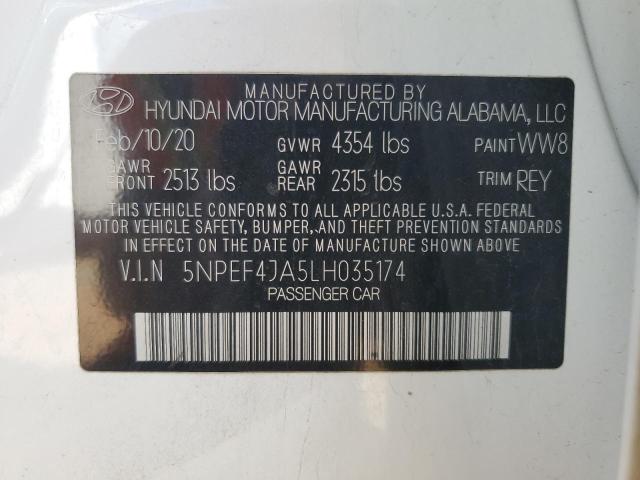 MANUFACTURED BY
HYUNDAI MOTOR MANUFACTURING ALABAMA, LLC
Feb/10/20 GVWR 4354 lbs PAINT WW8
GAWR FRONT 2513 lbs GAWR REAR 2315 lbs TRIM REY
THIS VEHICLE CONFORMS TO ALL APPLICABLE U.S.A. FEDERAL
MOTOR VEHICLE SAFETY, BUMPER, AND THEFT PREVENTION STANDARDS
IN EFFECT ON THE DATE OF MANUFACTURE SHOWN ABOVE
V.I.N 5NPEF4JA5LH035174
PASSENGER CAR